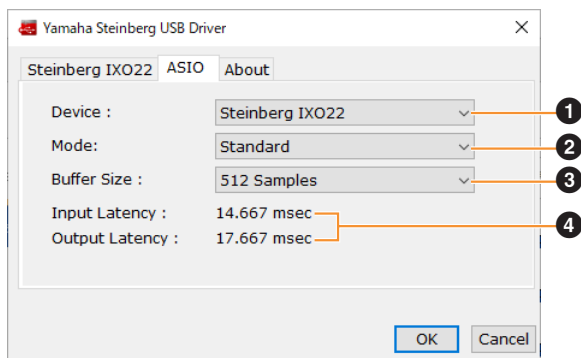 Yamaha Steinberg USB Driver
Steinberg IXO22 ASIO About
Device : Steinberg IXO22 1
Mode: Standard 2
Buffer Size : 512 Samples 3
Input Latency : 14.667 msec
4
Output Latency : 17.667 msec
OK Cancel